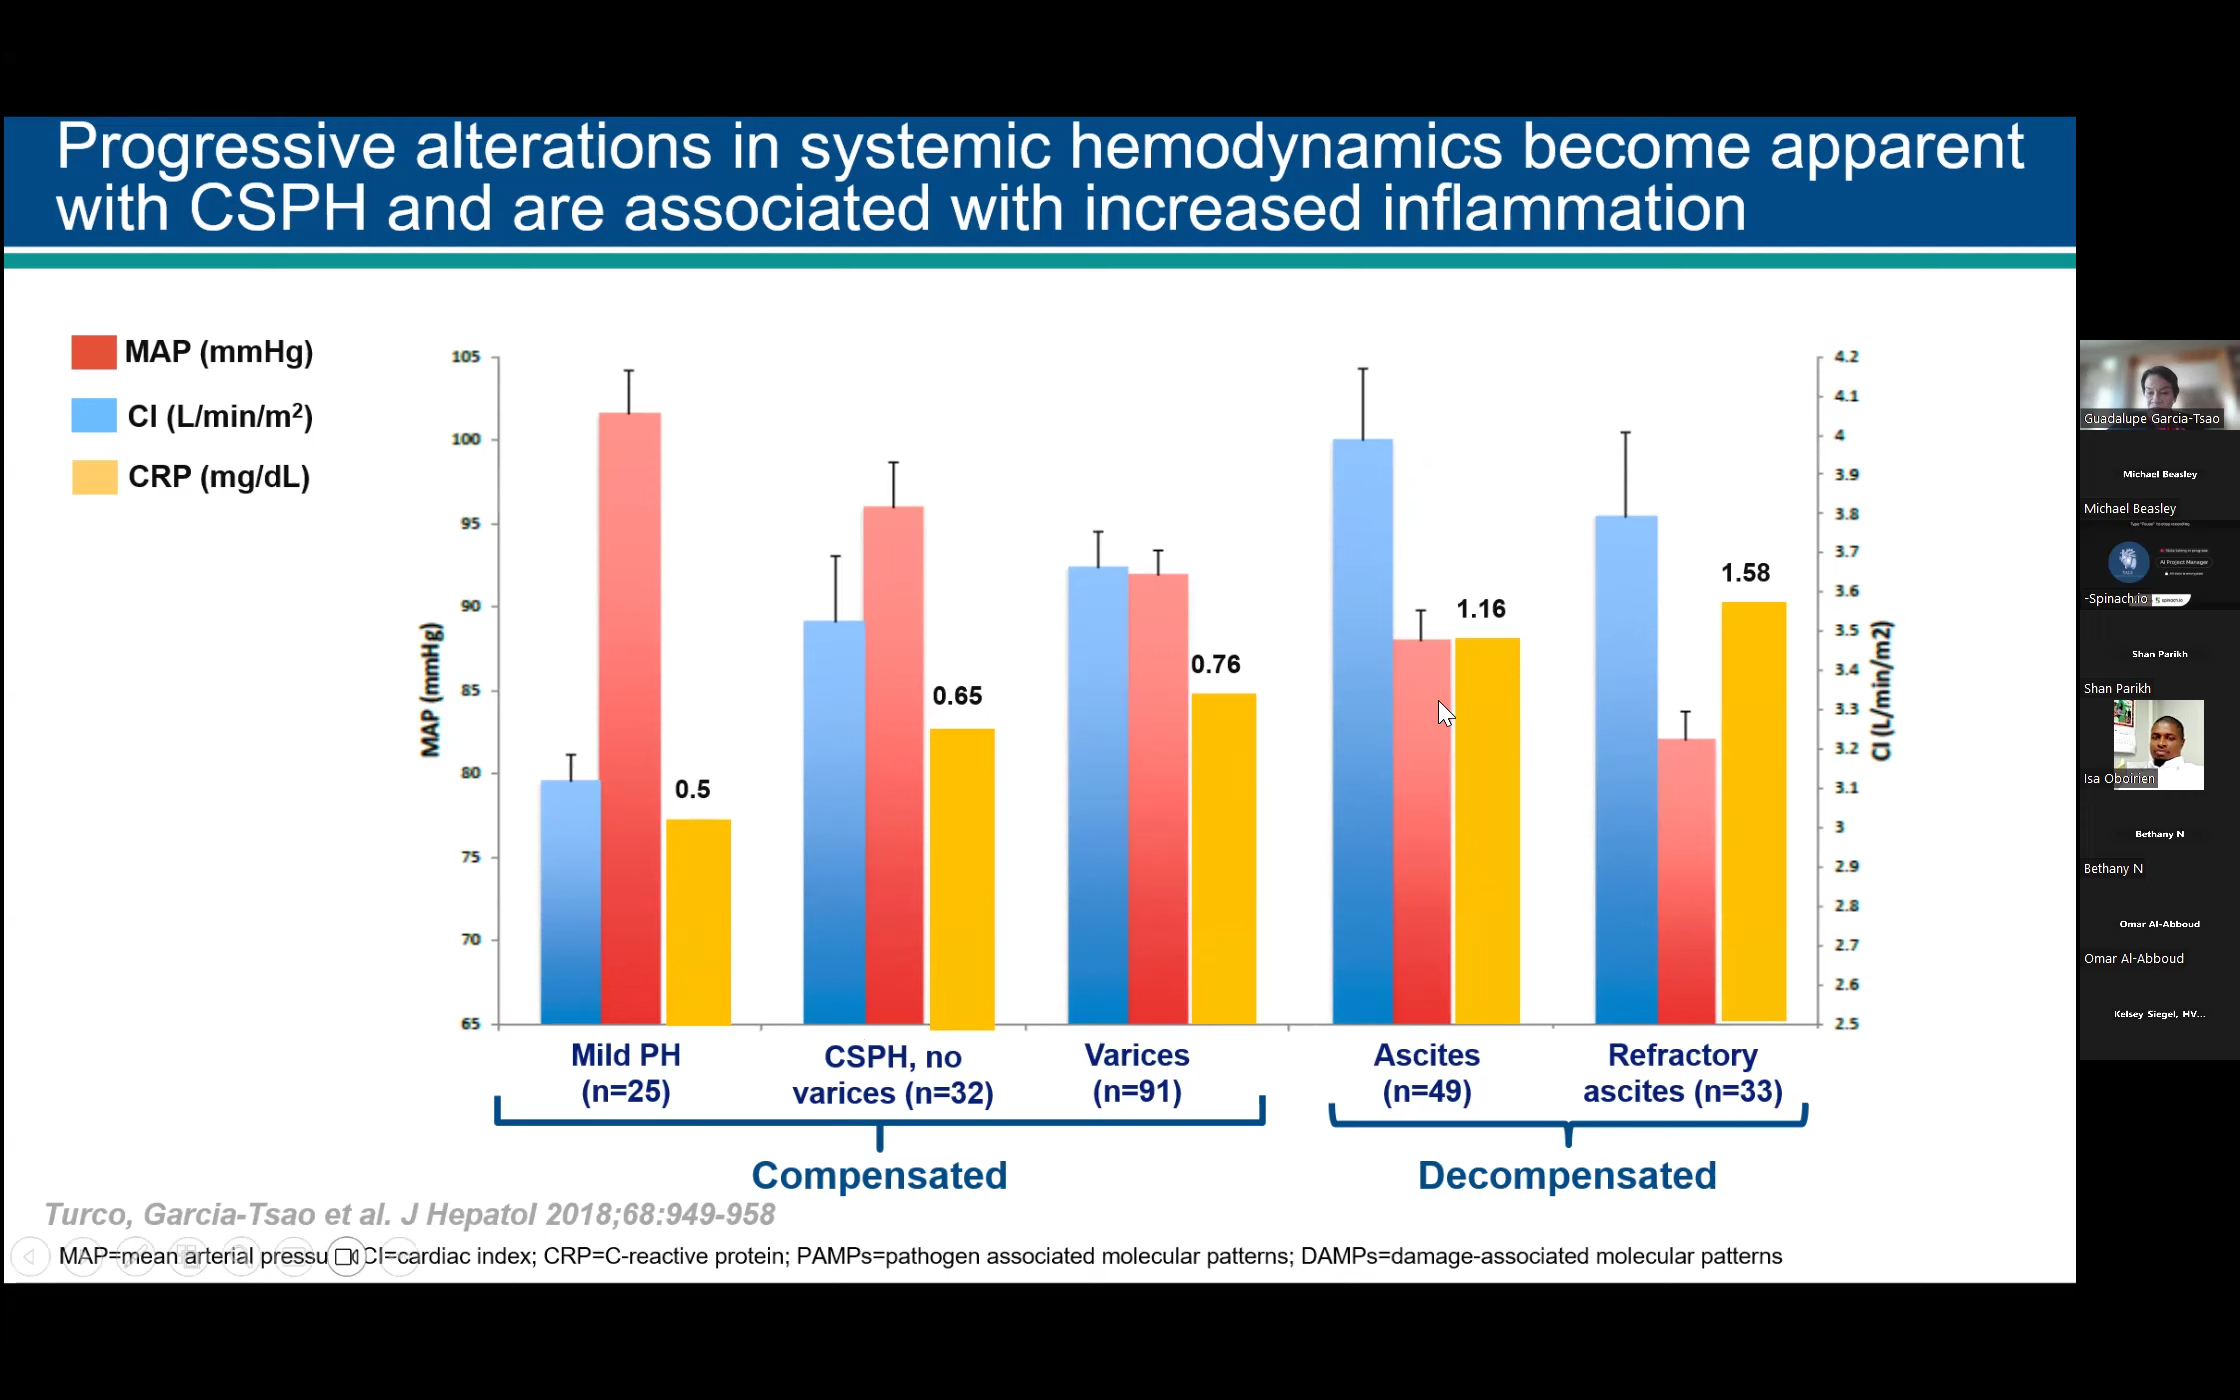 Progressive alterations in systemic hemodynamics become apparent
with CSPH and are associated with increased inflammation
MAP (mmHg)
CI (L/min/m²)
CRP (mg/dL)
MAP (mmHg)
105
100
95
90
85
80
75
70
65
0.5
0.65
0.76
1.16
1.58
4.2
4.1
4
3.9
3.8
3.7
3.6
3.5
3.4
3.3
3.2
3.1
3
2.9
2.8
2.7
2.6
2.5
CI (L/min/m2)
Mild PH
(n=25)
CSPH, no
varices (n=32)
Varices
(n=91)
Ascites
(n=49)
Refractory
ascites (n=33)
Compensated
Decompensated
Turco, Garcia-Tsao et al. J Hepatol 2018;68:949-958
MAP=mean arterial pressu CI=cardiac index; CRP=C-reactive protein; PAMPs=pathogen associated molecular patterns; DAMPs=damage-associated molecular patterns
Guadalupe Garcia-Tsao
Michael Beasley
Michael Beasley
AI Project Manager
-Spinach.io
Shan Parikh
Shan Parikh
Isa Oboirien
Bethany N
Bethany N
Omar Al-Abboud
Omar Al-Abboud
Kelsey Siegel, HV...